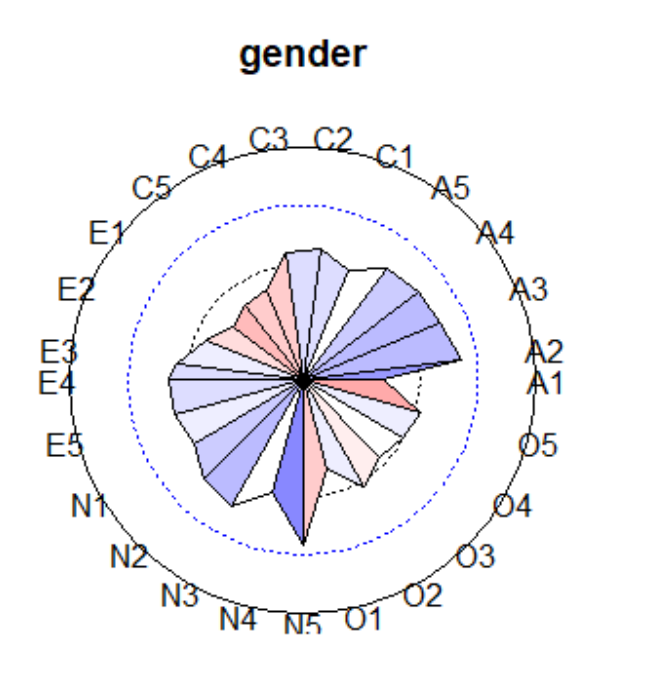 gender
C3 C2
C4 C1
C5 A5
E1 A4
E2 A3
E3 A2
E4 A1
E5 O5
N1 O4
N2 O3
N3 O2
N4 N5 O1